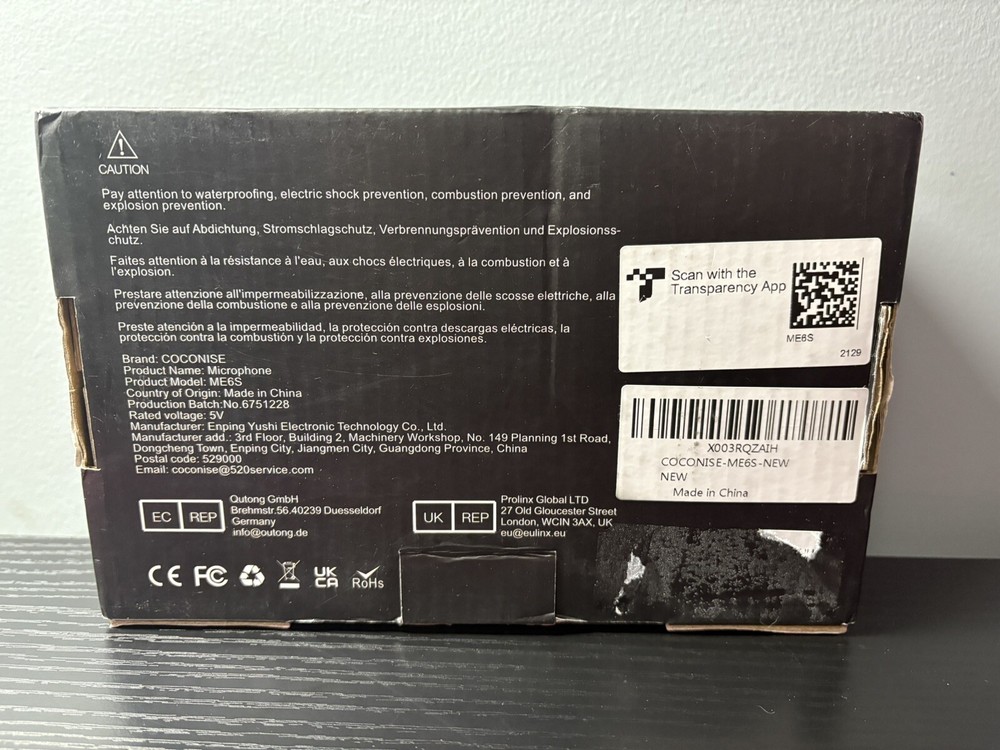 CAUTION
Pay attention to waterproofing, electric shock prevention, combustion prevention, and
explosion prevention.
Achten Sie auf Abdichtung, Stromschlagschutz, Verbrennungsprävention und Explosionss-
chutz.
Faites attention à la résistance à l'eau, aux chocs électriques, à la combustion et à
l'explosion.
Prestare attenzione all'impermeabilizzazione, alla prevenzione delle scosse elettriche, alla
prevenzione della combustione e alla prevenzione delle esplosioni.
Preste atención a la impermeabilidad, la protección contra descargas eléctricas, la
protección contra la combustión y la protección contra explosiones.
Brand: COCONISE
Product Name: Microphone
Product Model: ME6S
Country of Origin: Made in China
Production Batch:No.6751228
Rated voltage: 5V
Manufacturer: Enping Yushi Electronic Technology Co., Ltd.
Manufacturer add.: 3rd Floor, Building 2, Machinery Workshop, No. 149 Planning 1st Road,
Dongcheng Town, Enping City, Jiangmen City, Guangdong Province, China
Postal code: 529000
Email: coconise@520service.com
EC REP
Qutong GmbH
Brehmstr.56.40239 Duesseldorf
Germany
info@outong.de
UK REP
Prolinx Global LTD
27 Old Gloucester Street
London, WCIN 3AX, UK
eu@eulinx.eu
CE FC UK
CA RoHs
Scan with the
Transparency App
ME6S
2129
X003RQZAIH
COCONISE-ME6S-NEW
NEW
Made in China